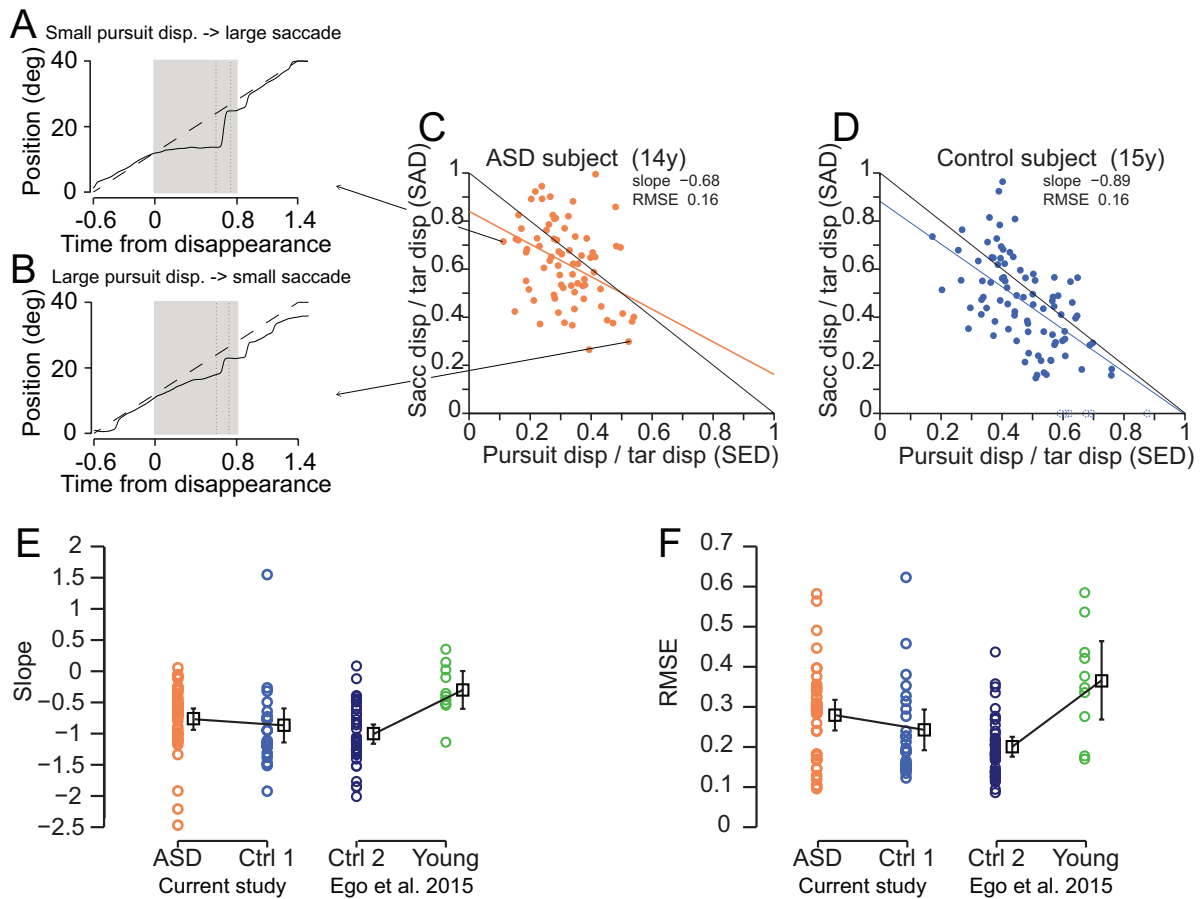 A
Small pursuit disp. -> large saccade
Position (deg)
40
20
0
-0.6 0 0.8 1.4
Time from disappearance
B
Large pursuit disp. -> small saccade
Position (deg)
40
20
0
-0.6 0 0.8 1.4
Time from disappearance
C
ASD subject (14y)
slope −0.68
RMSE 0.16
Sacc disp / tar disp (SAD)
1
0.8
0.6
0.4
0.2
0
0 0.2 0.4 0.6 0.8 1
Pursuit disp / tar disp (SED)
D
Control subject (15y)
slope −0.89
RMSE 0.16
Sacc disp / tar disp (SAD)
1
0.8
0.6
0.4
0.2
0
0 0.2 0.4 0.6 0.8 1
Pursuit disp / tar disp (SED)
E
Slope
2
1.5
1
0.5
0
−0.5
−1
−1.5
−2
−2.5
ASD Ctrl 1 Ctrl 2 Young
Current study Ego et al. 2015
F
RMSE
0.7
0.6
0.5
0.4
0.3
0.2
0.1
0
ASD Ctrl 1 Ctrl 2 Young
Current study Ego et al. 2015